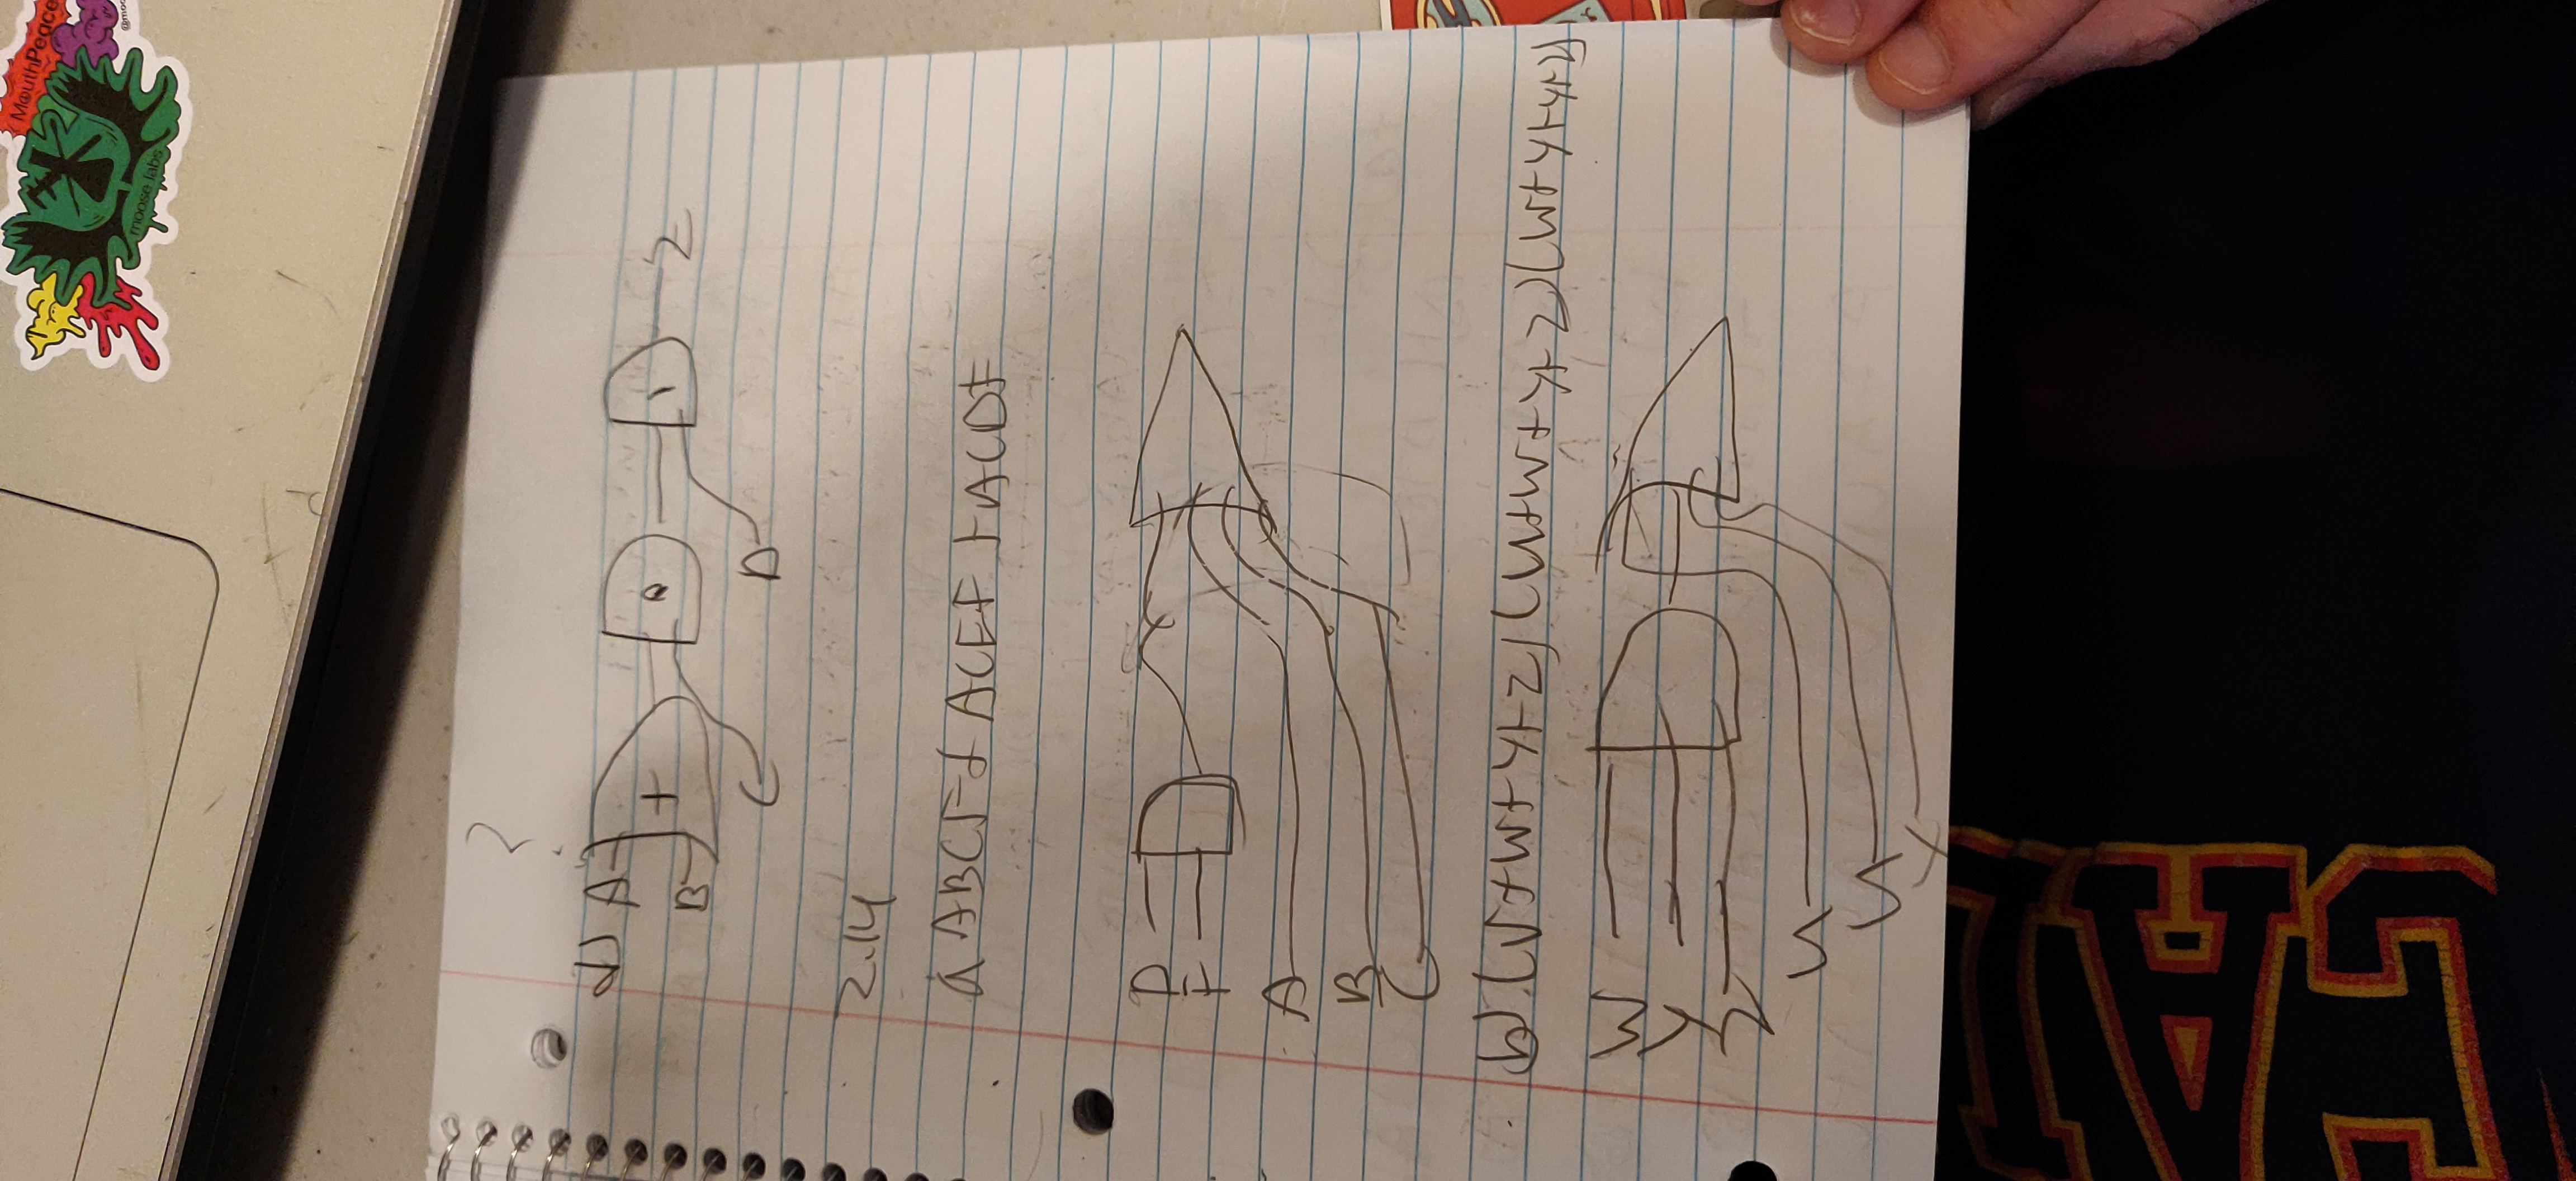 MouthPeace
moose labs
@moo
?
d) A
+
B
C
D
Z
2.14
a ABCF + ACEF + ACDF
D
F
A
B
C
b) (V+W+Y+Z)(U+W+Y+Z)(W+Y+Y+Z)
W
Y
Z
U
U
X